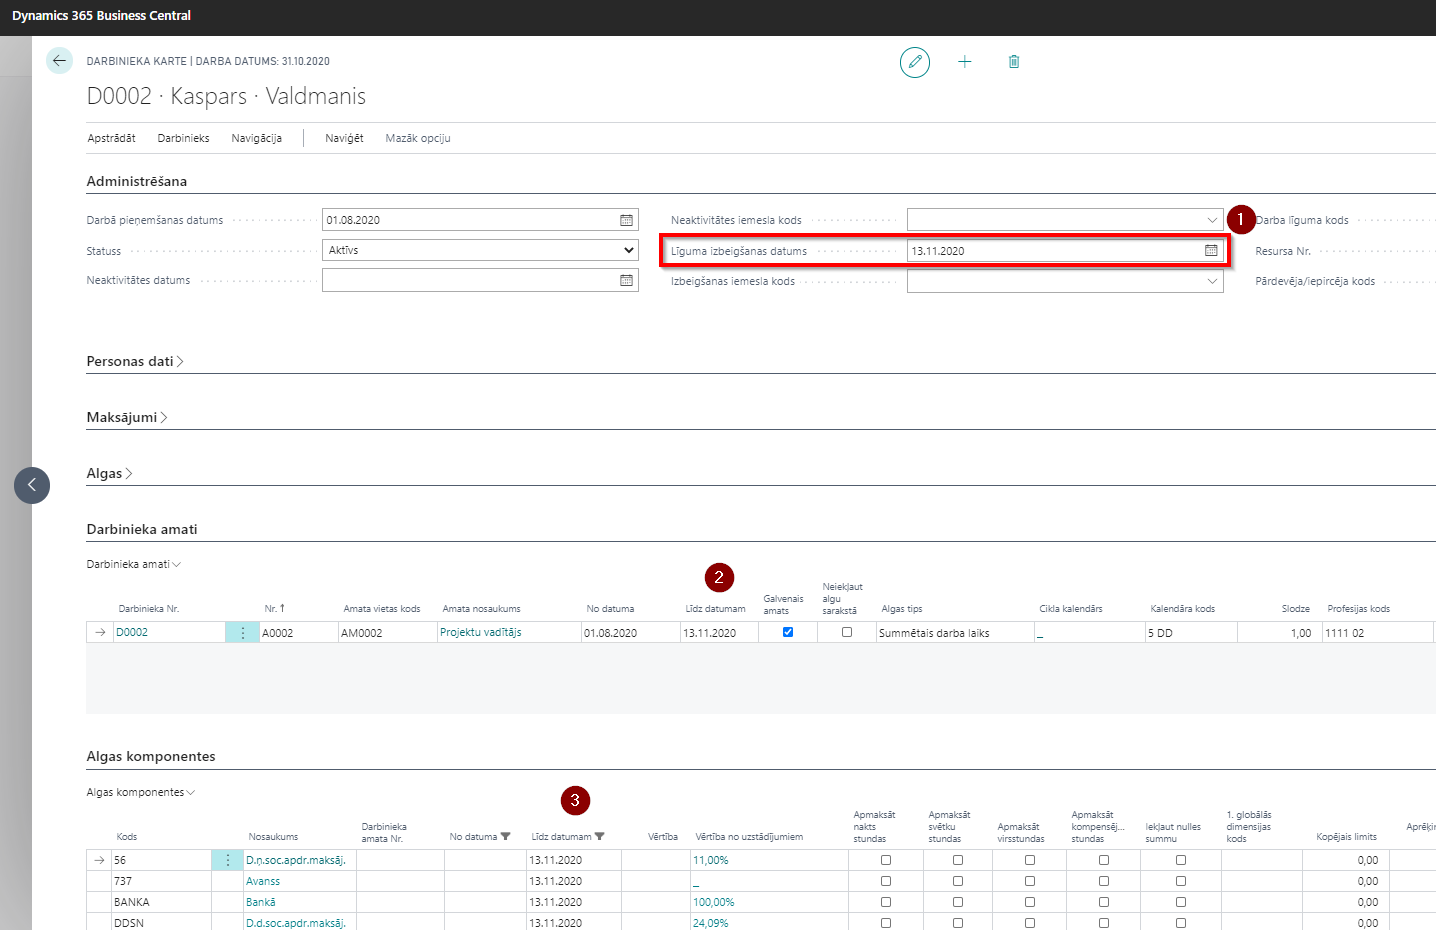 Dynamics 365 Business Central
DARBINIEKA KARTE | DARBA DATUMS: 31.10.2020
D0002 · Kaspars · Valdmanis
Apstrādāt Darbinieks Navigācija Naviģēt Mazāk opciju
Administrēšana
Darbā pieņemšanas datums 01.08.2020 Neaktivitātes iemesla kods 1 Darba līguma kods
Statuss Aktīvs Līguma izbeigšanas datums 13.11.2020 Resursa Nr.
Neaktivitātes datums Izbeigšanas iemesla kods Pārdevēja/iepircēja kods
Personas dati
Maksājumi
Algas
Darbinieka amati
Darbinieka amati
2
Darbinieka Nr. Nr. ↑ Amata vietas kods Amata nosaukums No datuma Līdz datumam Galvenais amats Neiekļaut algu sarakstā Algas tips Cikla kalendārs Kalendāra kods Slodze Profesijas kods
D0002 A0002 AM0002 Projektu vadītājs 01.08.2020 13.11.2020 Summētais darba laiks _ 5 DD 1,00 1111 02
Algas komponentes
Algas komponentes
3
Kods Nosaukums Darbinieka amata Nr. No datuma Līdz datumam Vērtība Vērtība no uzstādījumiem Apmaksāt nakts stundas Apmaksāt svētku stundas Apmaksāt virsstundas Apmaksāt kompensēj... stundas Iekļaut nulles summu 1. globālās dimensijas kods Kopējais limits Aprēķir
56 D.ņ.soc.apdr.maksāj. 13.11.2020 11,00% 0,00
737 Avanss 13.11.2020 _ 0,00
BANKA Bankā 13.11.2020 100,00% 0,00
DDSN D.d.soc.apdr.maksāj. 13.11.2020 24,09% 0,00